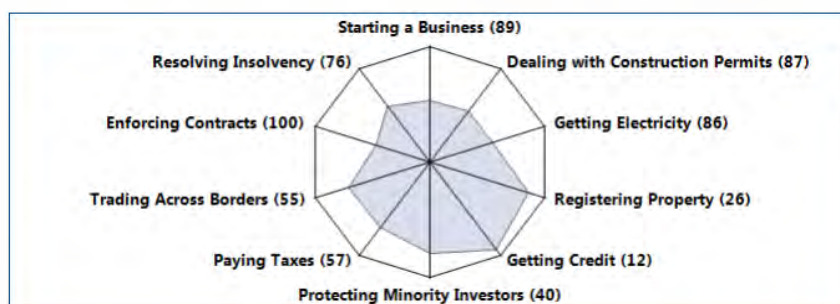 Starting a Business (89)
Resolving Insolvency (76)
Dealing with Construction Permits (87)
Enforcing Contracts (100)
Getting Electricity (86)
Trading Across Borders (55)
Registering Property (26)
Paying Taxes (57)
Getting Credit (12)
Protecting Minority Investors (40)